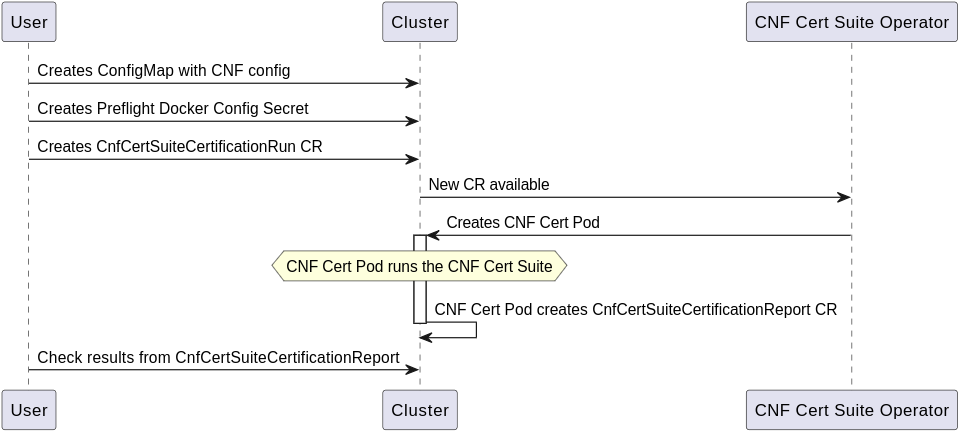 User
Cluster
CNF Cert Suite Operator
Creates ConfigMap with CNF config
Creates Preflight Docker Config Secret
Creates CnfCertSuiteCertificationRun CR
New CR available
Creates CNF Cert Pod
CNF Cert Pod runs the CNF Cert Suite
CNF Cert Pod creates CnfCertSuiteCertificationReport CR
Check results from CnfCertSuiteCertificationReport
User
Cluster
CNF Cert Suite Operator